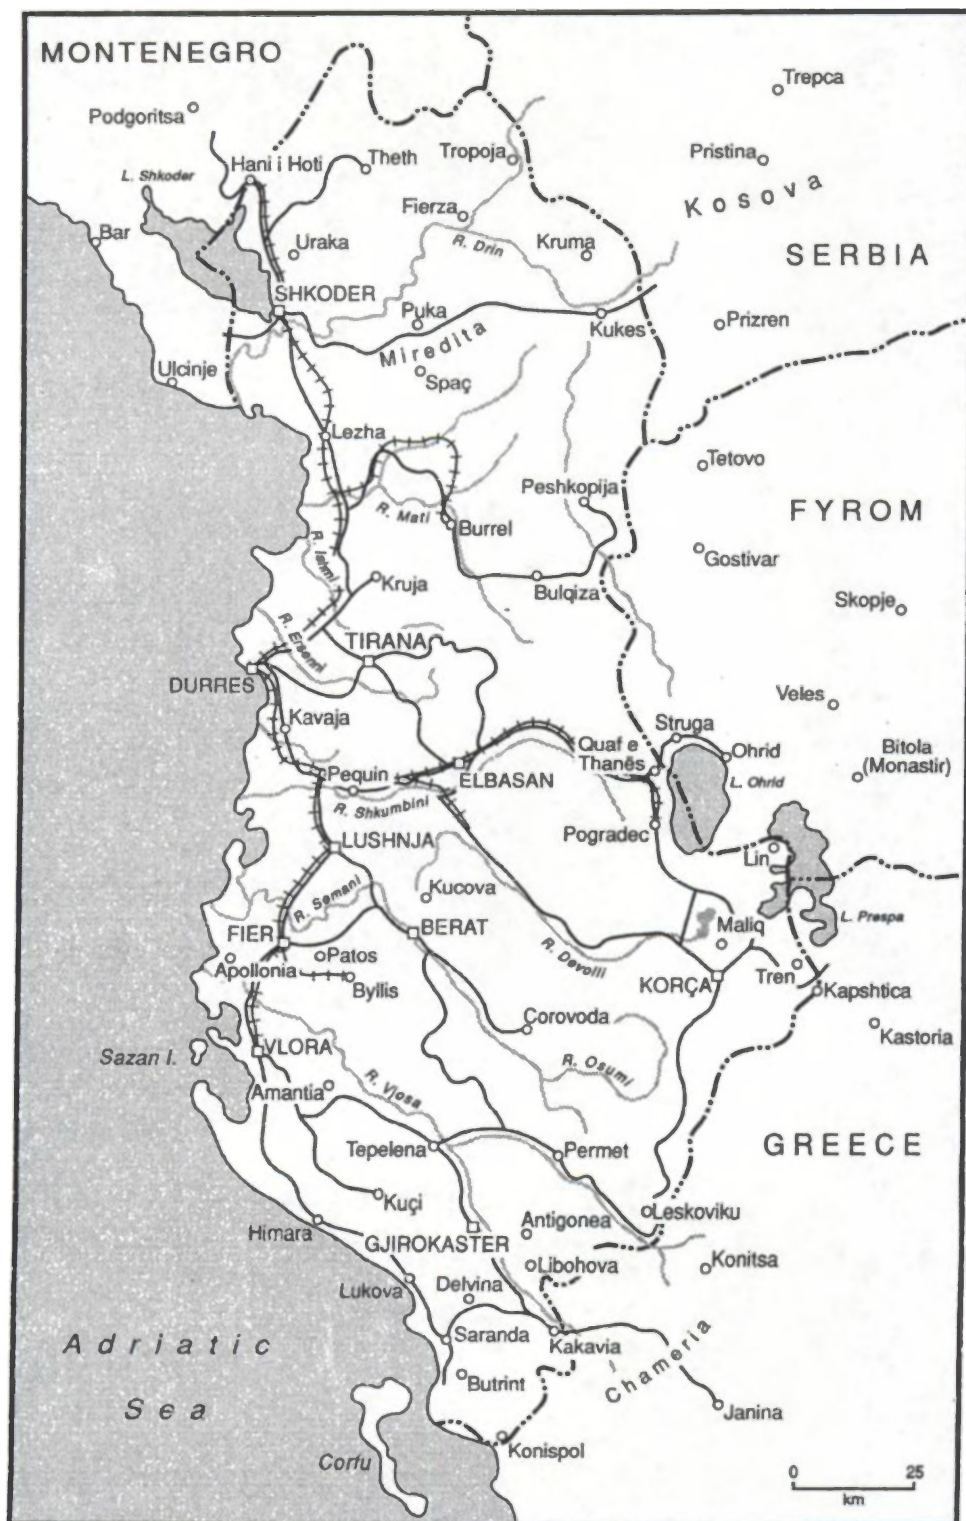 MONTENEGRO
Trepca
Podgoritsa
Hani i Hoti
Theth
Tropoja
Pristina
L. Shkoder
Kosova
Fierza
Bar
Uraka
R. Drin
Kruma
SERBIA
SHKODER
Puka
Kukes
Prizren
Miredita
Ulcinje
Spaç
Lezha
Tetovo
Peshkopija
R. Mati
Burrel
FYROM
R. Ishmi
Gostivar
Kruja
Bulqiza
Skopje
R. Ersenni
TIRANA
DURRES
Veles
Kavaja
Struga
Quaf e
Thanës
Ohrid
Bitola
(Monastir)
Pequin
ELBASAN
L. Ohrid
R. Shkumbini
Pogradec
LUSHNJA
Lin
Kucova
R. Semani
L. Prespa
FIER
BERAT
Maliq
Patos
R. Devolli
Apollonia
Byllis
KORÇA
Tren
Kapshtica
Corovoda
Kastoria
Sazan I.
VLORA
R. Osumi
Amantia
R. Vjosa
Tepelena
Permet
GREECE
Kuçi
Leskoviku
Himara
Antigonea
GJIROKASTER
Libohova
Konitsa
Lukova
Delvina
Adriatic
Sea
Saranda
Kakavia
Chameria
Butrint
Janina
Corfu
Konispol
0 25
km